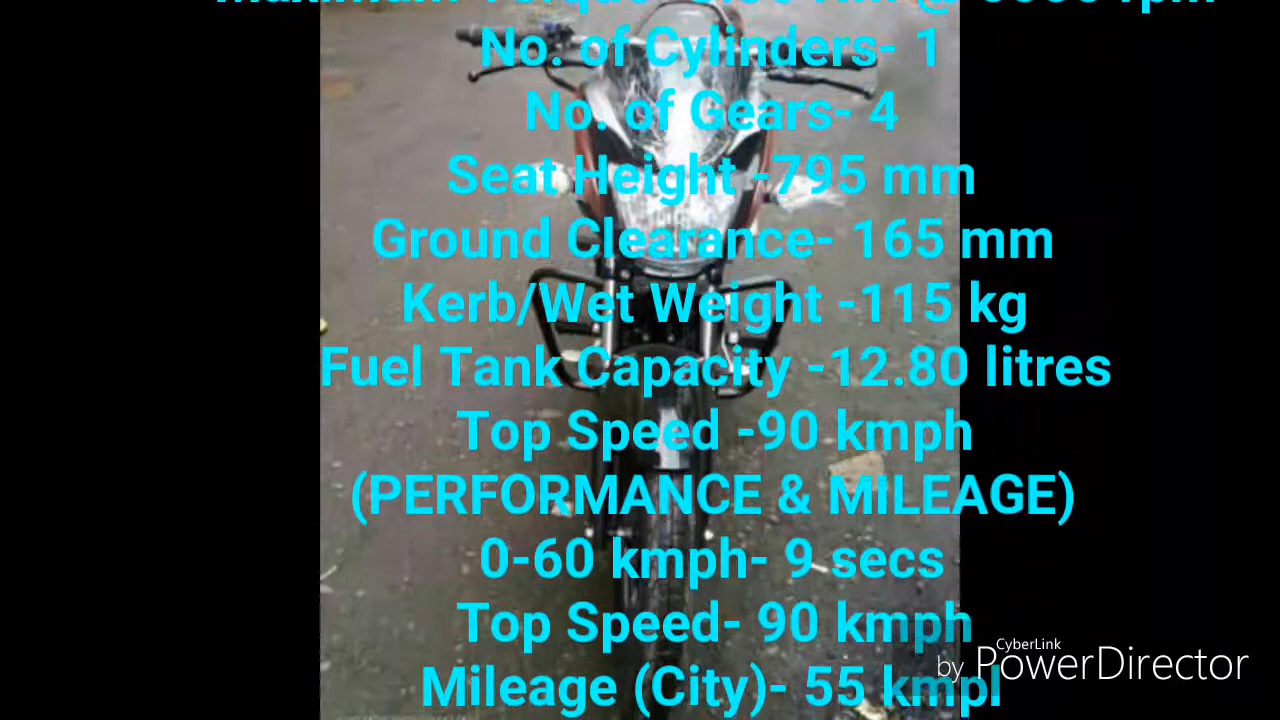 No. of Cylinders- 1
No. of Gears- 4
Seat Height -795 mm
Ground Clearance- 165 mm
Kerb/Wet Weight -115 kg
Fuel Tank Capacity -12.80 litres
Top Speed -90 kmph
(PERFORMANCE & MILEAGE)
0-60 kmph- 9 secs
Top Speed- 90 kmph
Mileage (City)- 55 kmpl
CyberLink
by PowerDirector